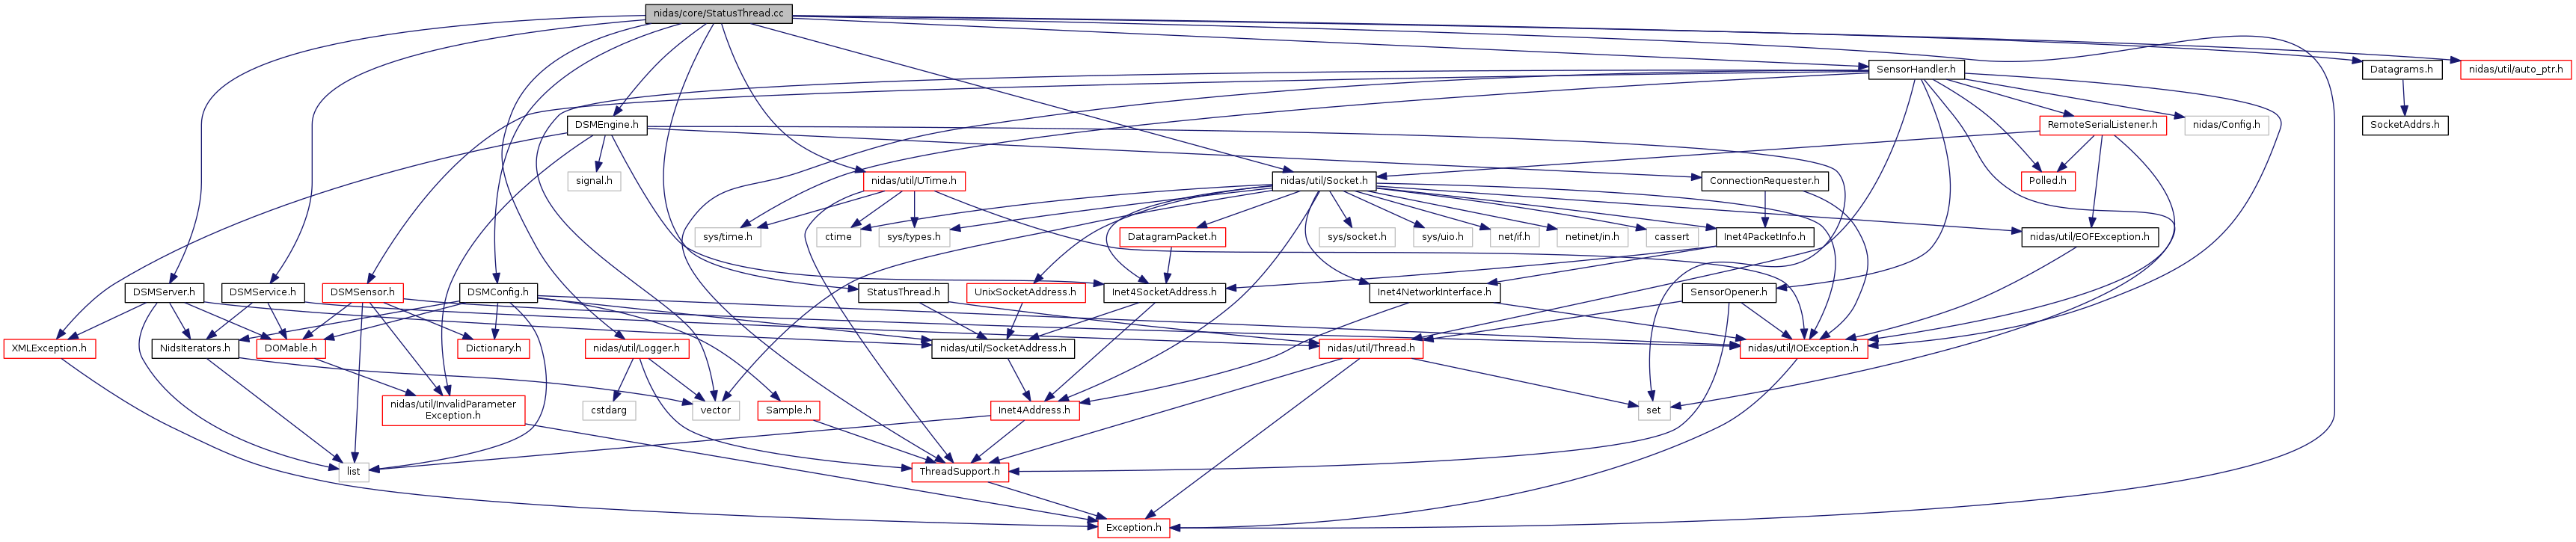 nidas/core/StatusThread.cc
SensorHandler.h
Datagrams.h
nidas/util/auto_ptr.h
DSMEngine.h
RemoteSerialListener.h
nidas/Config.h
SocketAddrs.h
signal.h
nidas/util/UTime.h
nidas/util/Socket.h
ConnectionRequester.h
Polled.h
sys/time.h
ctime
sys/types.h
DatagramPacket.h
sys/socket.h
sys/uio.h
net/if.h
netinet/in.h
cassert
Inet4PacketInfo.h
nidas/util/EOFException.h
DSMServer.h
DSMService.h
DSMSensor.h
DSMConfig.h
StatusThread.h
UnixSocketAddress.h
Inet4SocketAddress.h
Inet4NetworkInterface.h
SensorOpener.h
XMLException.h
NidsIterators.h
DOMable.h
Dictionary.h
nidas/util/Logger.h
nidas/util/SocketAddress.h
nidas/util/Thread.h
nidas/util/IOException.h
nidas/util/InvalidParameter
Exception.h
cstdarg
vector
Sample.h
Inet4Address.h
set
list
ThreadSupport.h
Exception.h